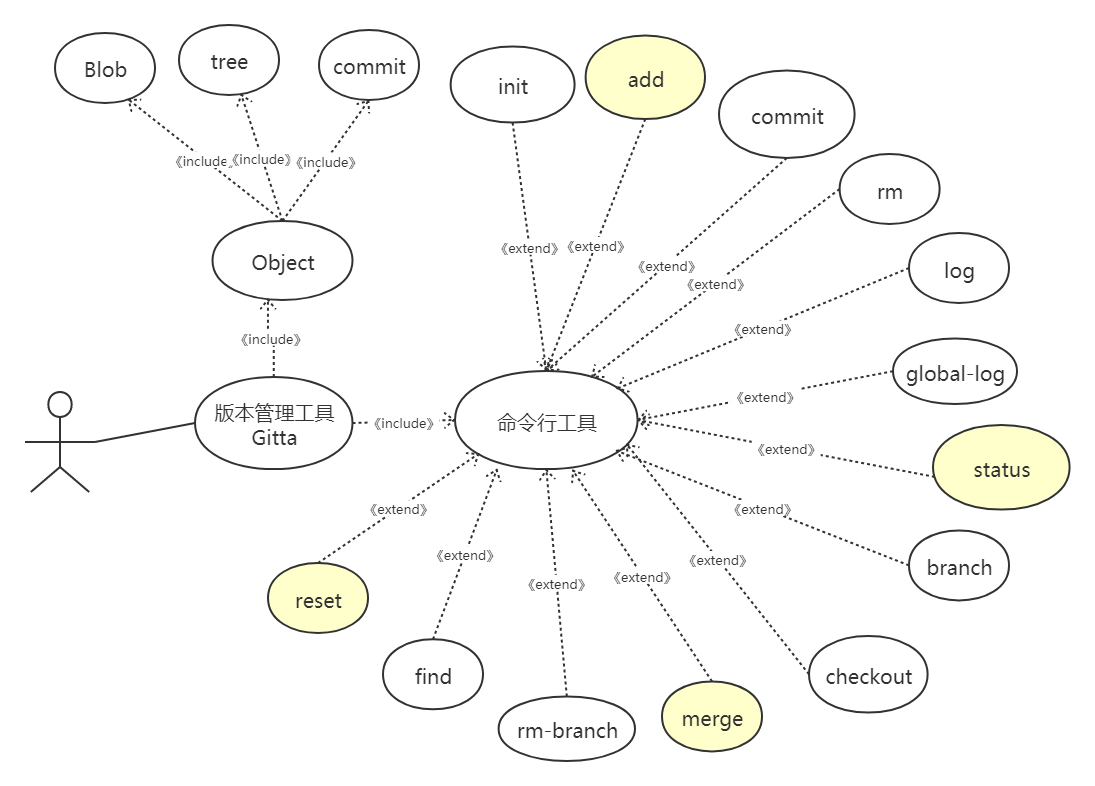 Blob
tree
commit
init
add
commit
rm
log
global-log
status
branch
checkout
merge
rm-branch
find
reset
Object
版本管理工具
Gitta
命令行工具
《include》
《include》
《include》
《include》
《include》
《extend》
《extend》
《extend》
《extend》
《extend》
《extend》
《extend》
《extend》
《extend》
《extend》
《extend》
《extend》
《extend》